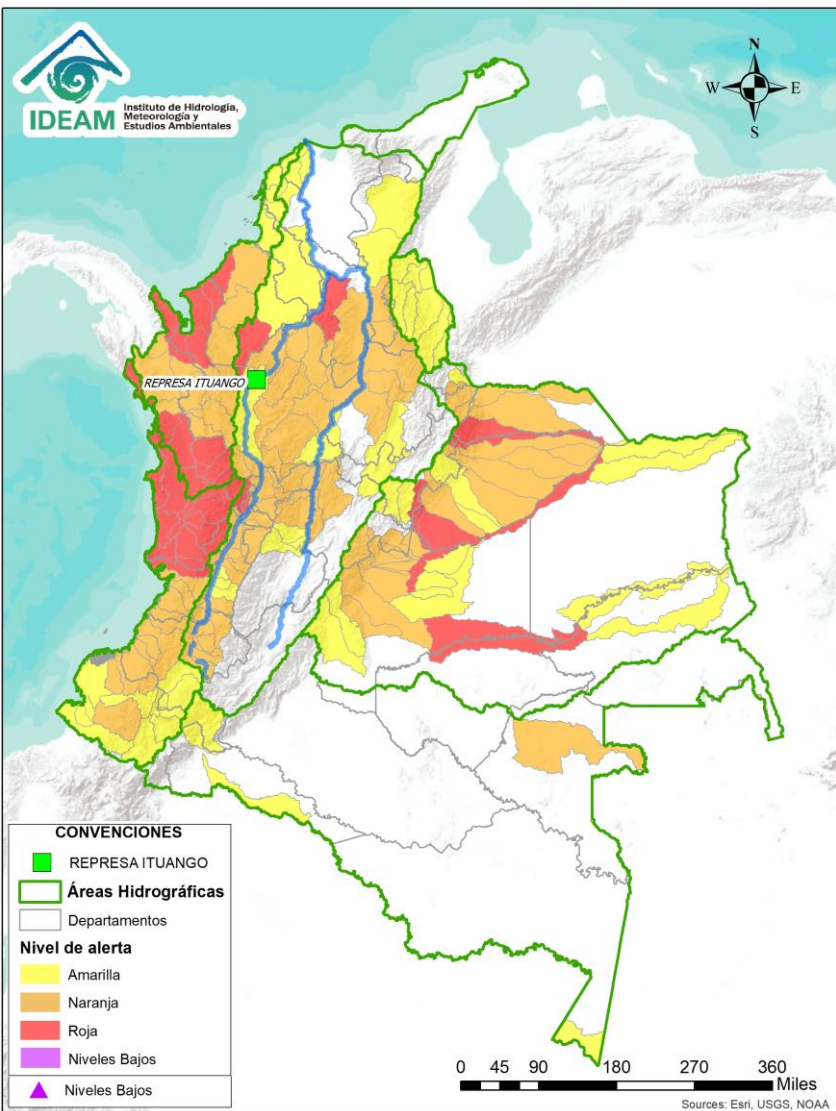 IDEAM
Instituto de Hidrología,
Meteorología y
Estudios Ambientales
N
W
E
S
REPRESA ITUANGO
CONVENCIONES
REPRESA ITUANGO
Áreas Hidrográficas
Departamentos
Nivel de alerta
Amarilla
Naranja
Roja
Niveles Bajos
Niveles Bajos
0 45 90 180 270 360
Miles
Sources: Esri, USGS, NOAA